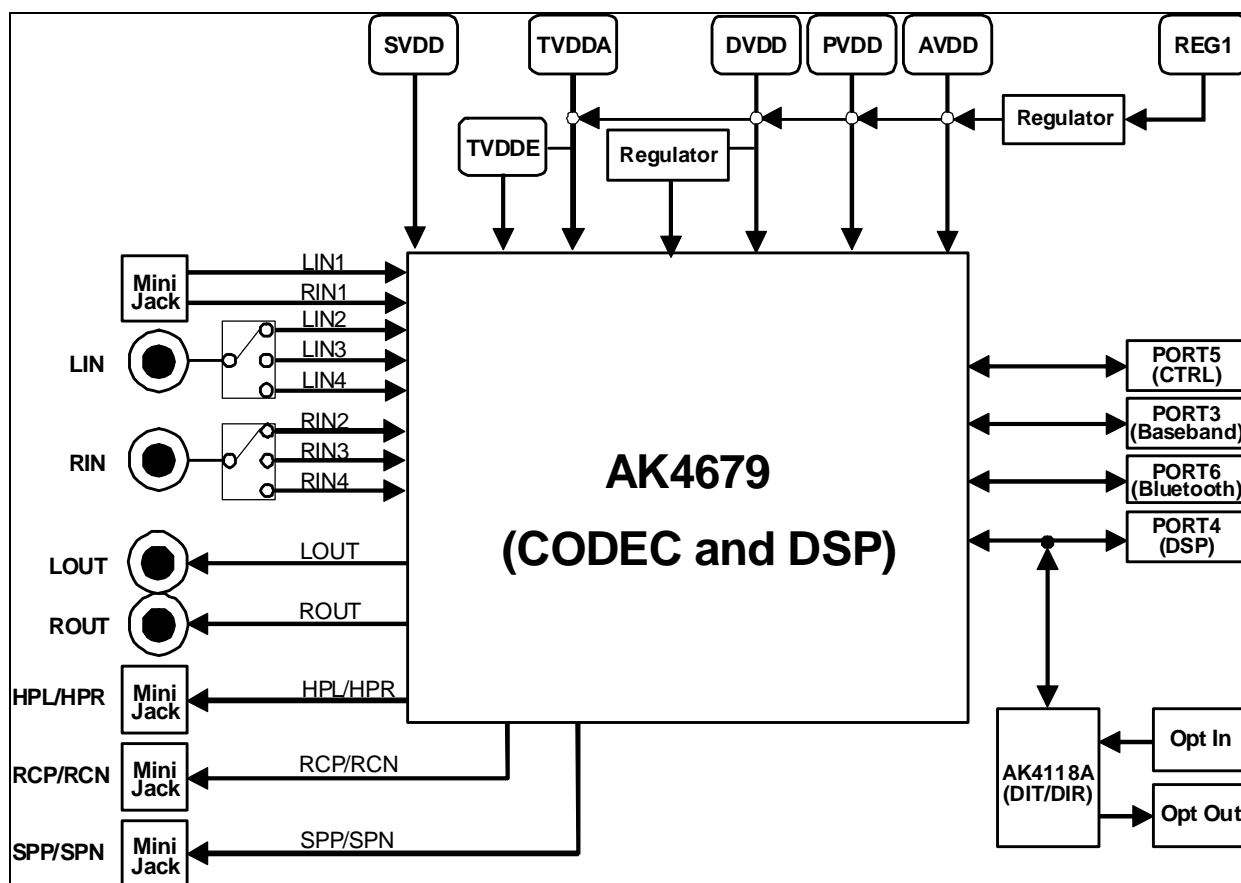 SVDD
TVDDA
DVDD
PVDD
AVDD
REG1
Regulator
TVDDE
Regulator
Mini
Jack
LIN1
RIN1
LIN2
LIN
LIN3
LIN4
RIN2
RIN
RIN3
RIN4
AK4679
(CODEC and DSP)
PORT5
(CTRL)
PORT3
(Baseband)
PORT6
(Bluetooth)
PORT4
(DSP)
LOUT
LOUT
ROUT
ROUT
HPL/HPR
Mini
Jack
HPL/HPR
RCP/RCN
Mini
Jack
RCP/RCN
SPP/SPN
Mini
Jack
SPP/SPN
AK4118A
(DIT/DIR)
Opt In
Opt Out